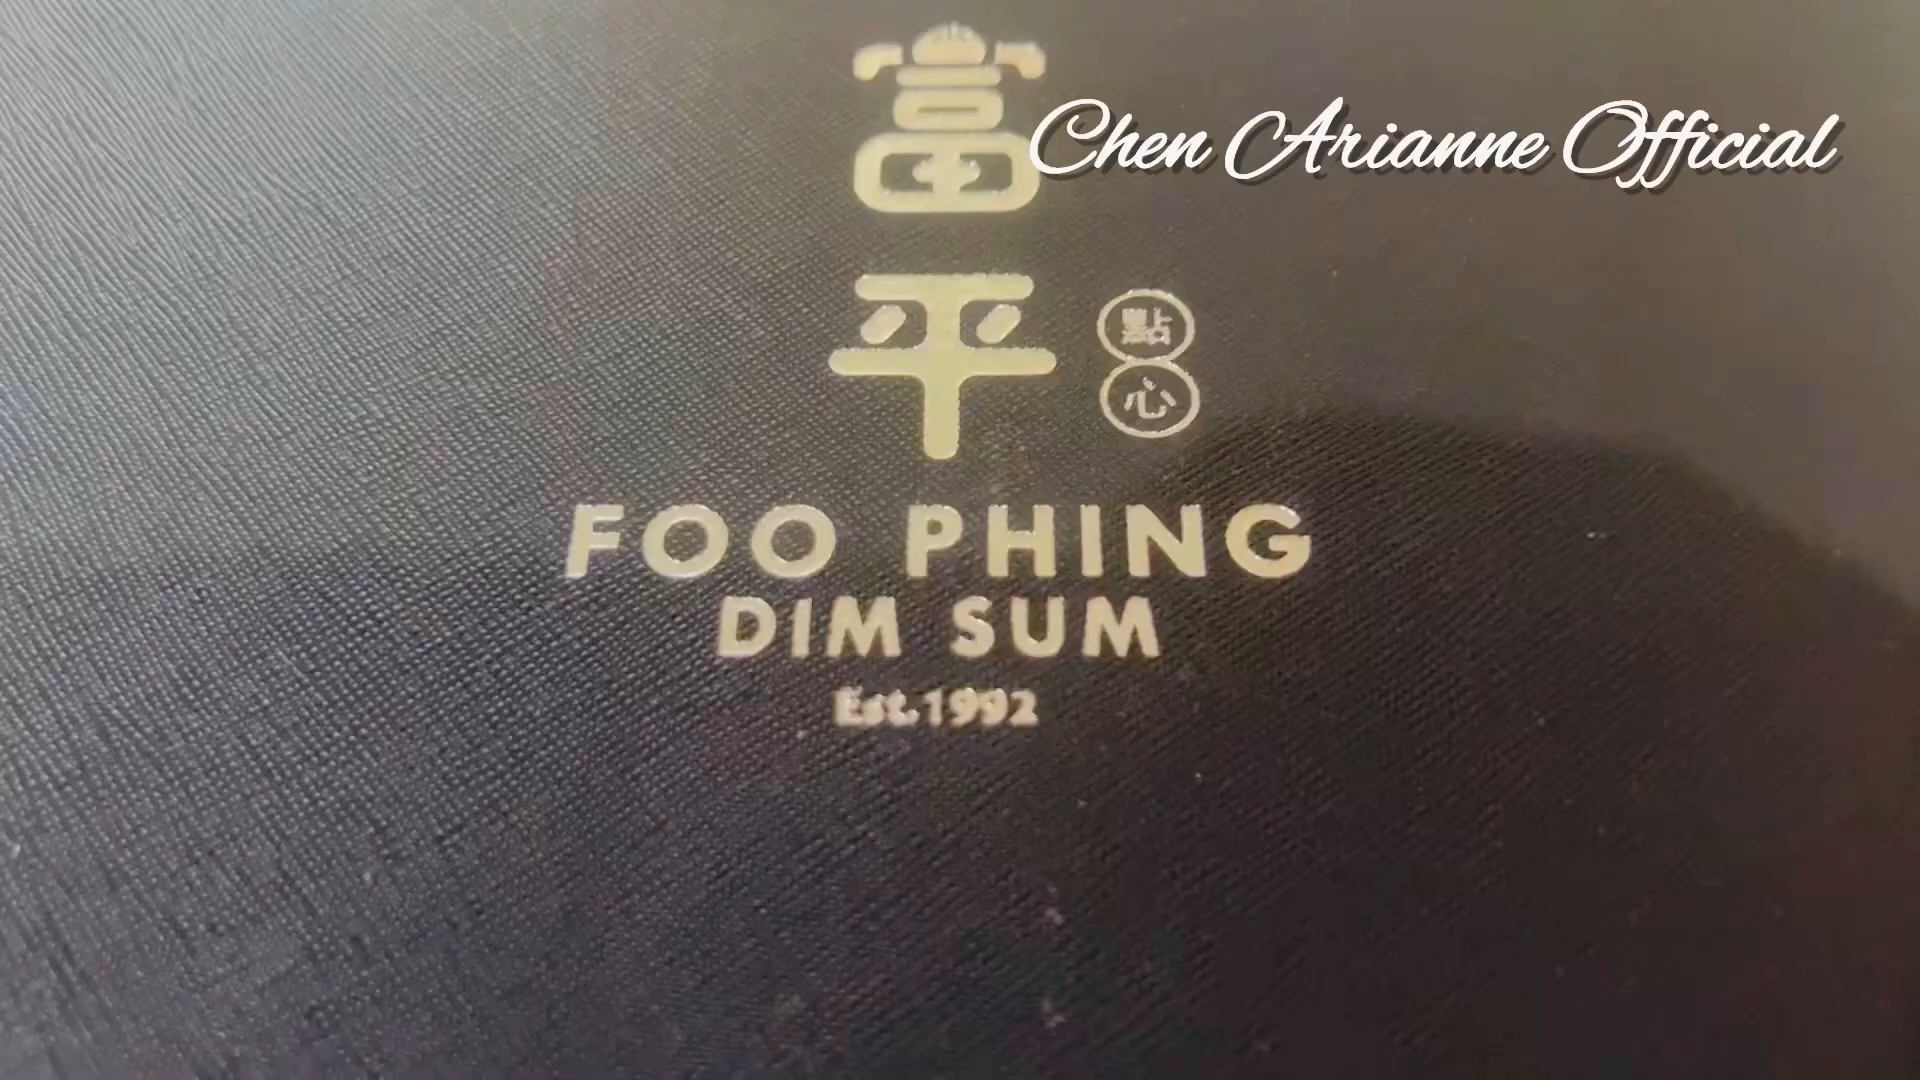 富
Chen Arianne Official
平
點
心
FOO PHING
DIM SUM
Est.1992